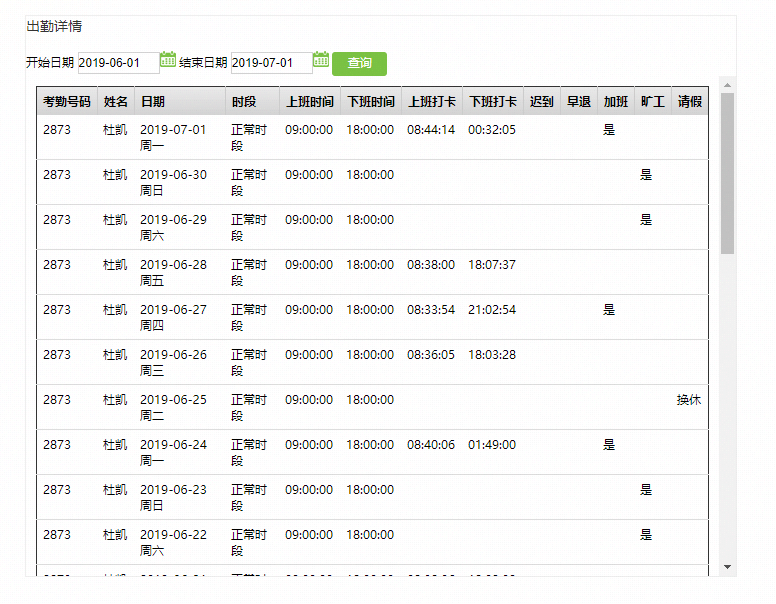 出勤详情
开始日期 2019-06-01 结束日期 2019-07-01 查询
考勤号码 姓名 日期 时段 上班时间 下班时间 上班打卡 下班打卡 迟到 早退 加班 旷工 请假
2873 杜凯 2019-07-01 正常时 09:00:00 18:00:00 08:44:14 00:32:05 是
周一 段
2873 杜凯 2019-06-30 正常时 09:00:00 18:00:00 是
周日 段
2873 杜凯 2019-06-29 正常时 09:00:00 18:00:00 是
周六 段
2873 杜凯 2019-06-28 正常时 09:00:00 18:00:00 08:38:00 18:07:37
周五 段
2873 杜凯 2019-06-27 正常时 09:00:00 18:00:00 08:33:54 21:02:54 是
周四 段
2873 杜凯 2019-06-26 正常时 09:00:00 18:00:00 08:36:05 18:03:28
周三 段
2873 杜凯 2019-06-25 正常时 09:00:00 18:00:00 换休
周二 段
2873 杜凯 2019-06-24 正常时 09:00:00 18:00:00 08:40:06 01:49:00 是
周一 段
2873 杜凯 2019-06-23 正常时 09:00:00 18:00:00 是
周日 段
2873 杜凯 2019-06-22 正常时 09:00:00 18:00:00 是
周六 段